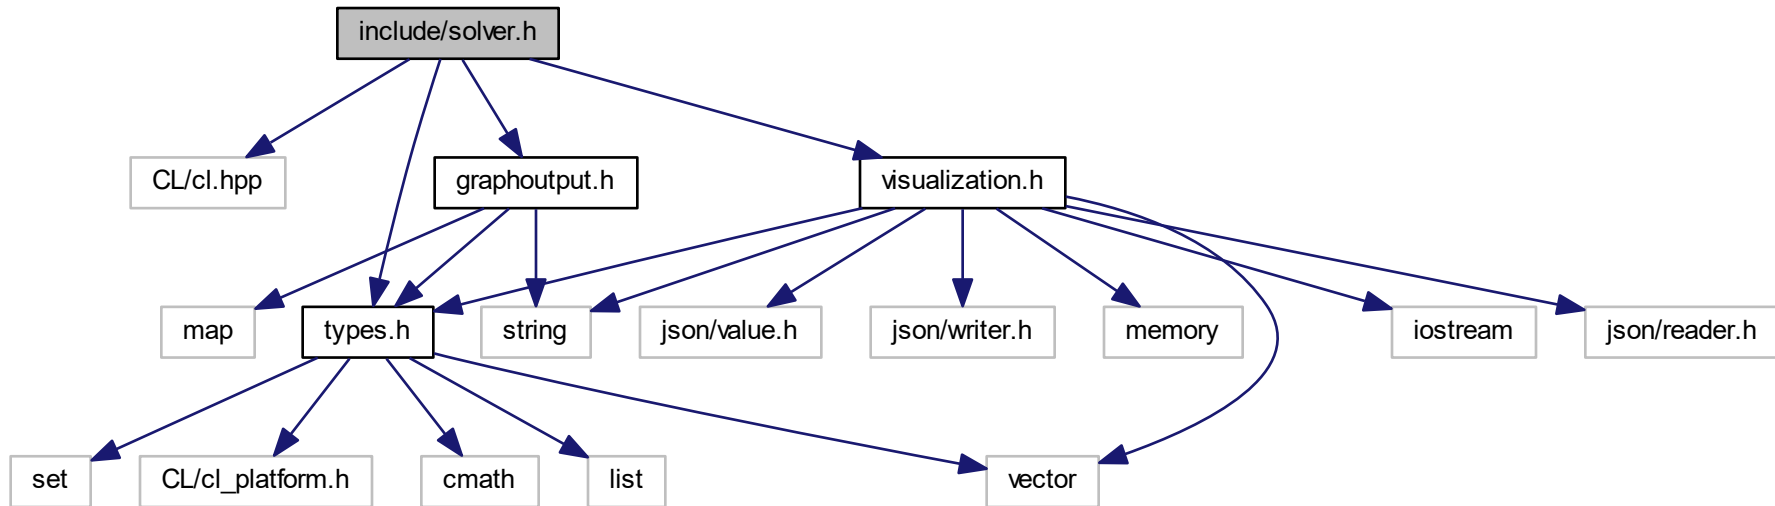 include/solver.h
CL/cl.hpp
graphoutput.h
visualization.h
map
types.h
string
json/value.h
json/writer.h
memory
iostream
json/reader.h
set
CL/cl_platform.h
cmath
list
vector